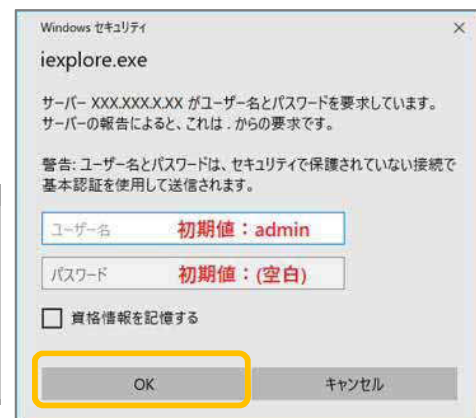 Windows セキュリティ
iexplore.exe
サーバー XXX.XXX.X.XX がユーザー名とパスワードを要求しています。
サーバーの報告によると、これは . からの要求です。
警告: ユーザー名とパスワードは、セキュリティで保護されていない接続で
基本認証を使用して送信されます。
ユーザー名 初期値：admin
パスワード 初期値：(空白)
資格情報を記憶する
OK キャンセル